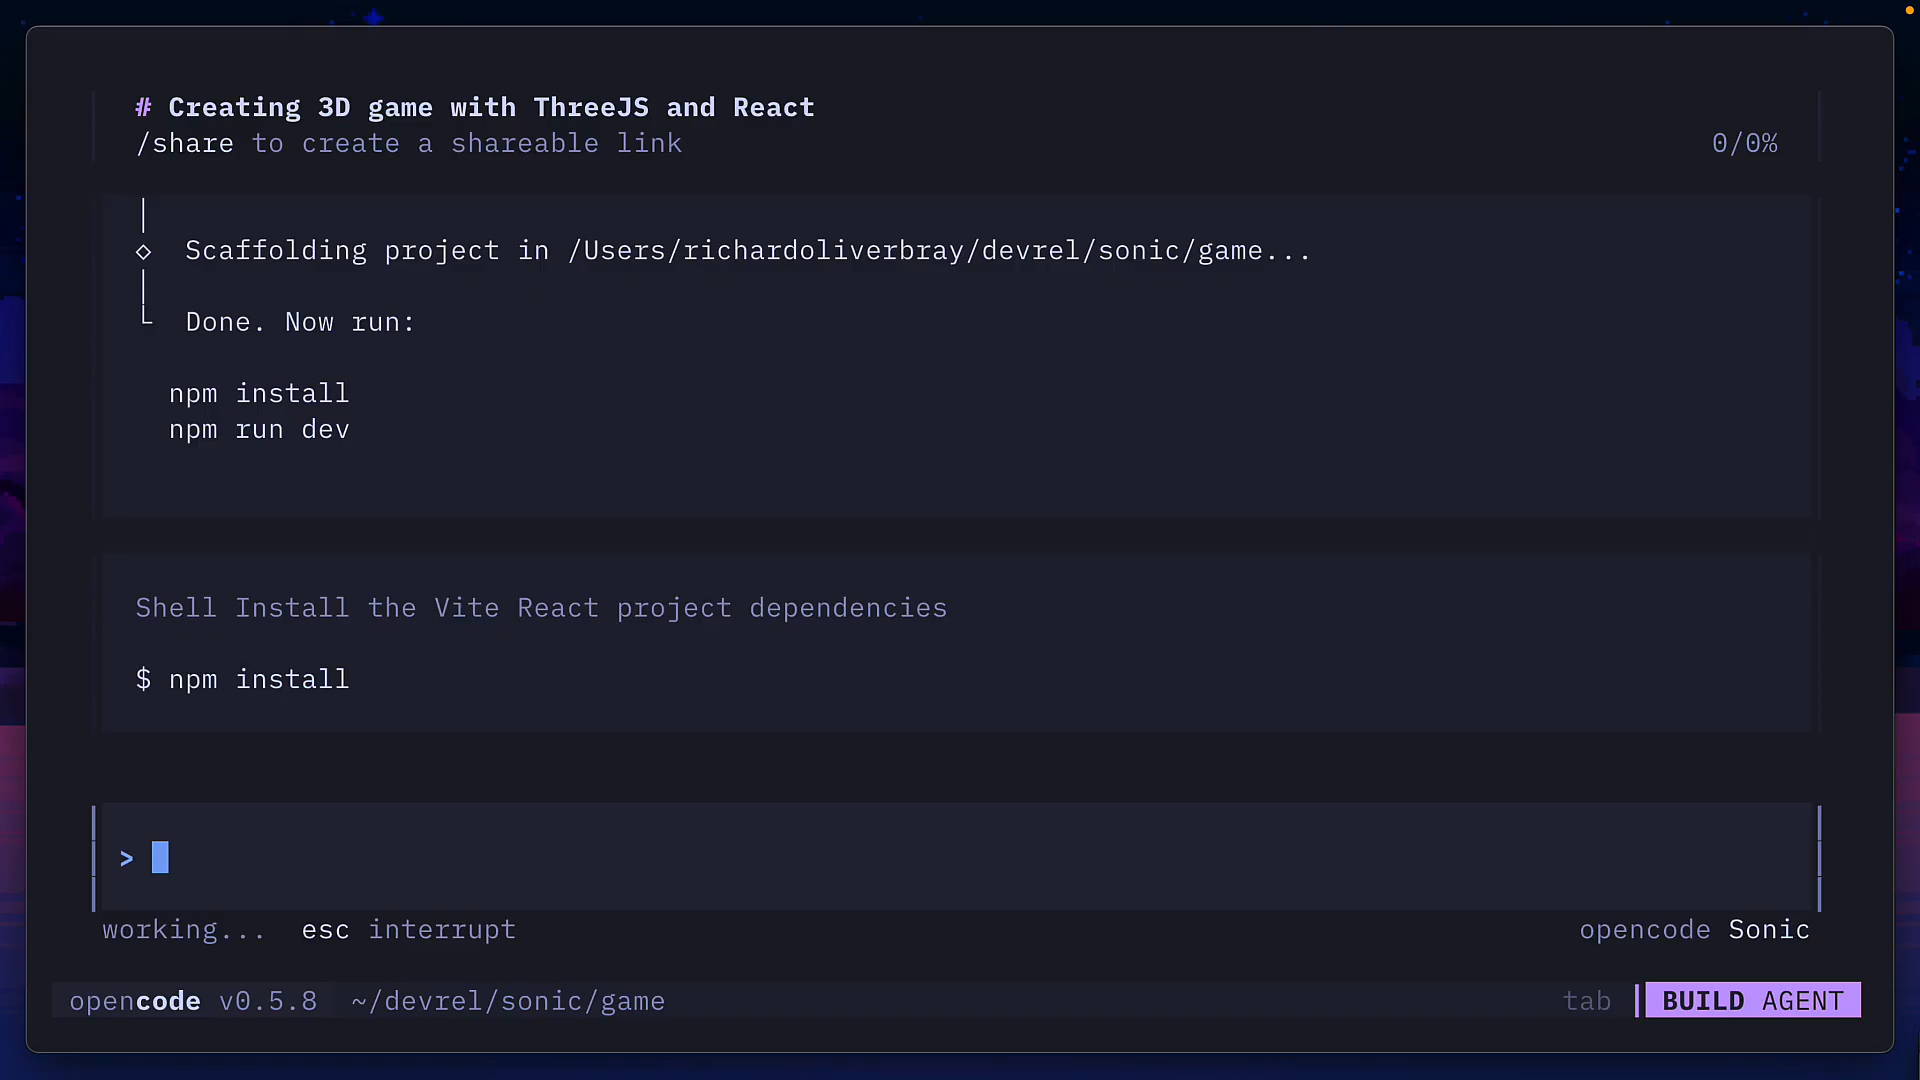 # Creating 3D game with ThreeJS and React
/share to create a shareable link 0/0%
◇ Scaffolding project in /Users/richardoliverbray/devrel/sonic/game...
Done. Now run:
npm install
npm run dev
Shell Install the Vite React project dependencies
$ npm install
>
working... esc interrupt opencode Sonic
opencode v0.5.8 ~/devrel/sonic/game tab BUILD AGENT